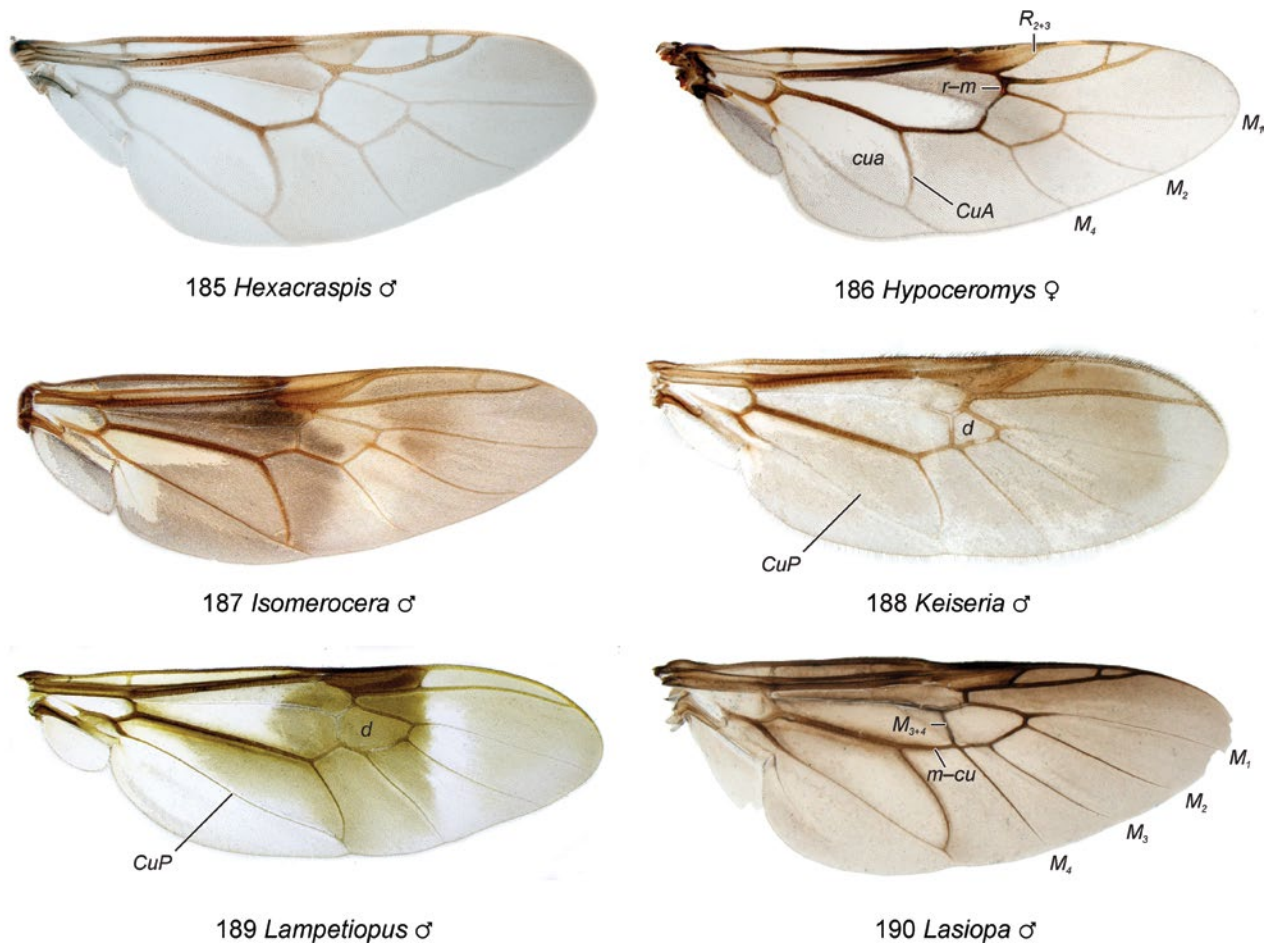 R2+3
r–m
M1
cua
M2
CuA
M4
185 Hexacraspis ♂
186 Hypoceromys ♀
d
CuP
187 Isomerocera ♂
188 Keiseria ♂
d
M3+4
m–cu
M1
M2
CuP
M3
M4
189 Lampetiopus ♂
190 Lasiopa ♂